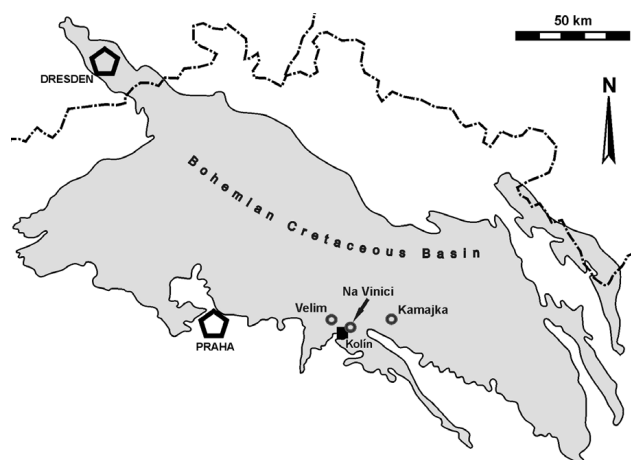 50 km
N
DRESDEN
Bohemian Cretaceous Basin
Na Vinici
Velim
Kamajka
Kolín
PRAHA